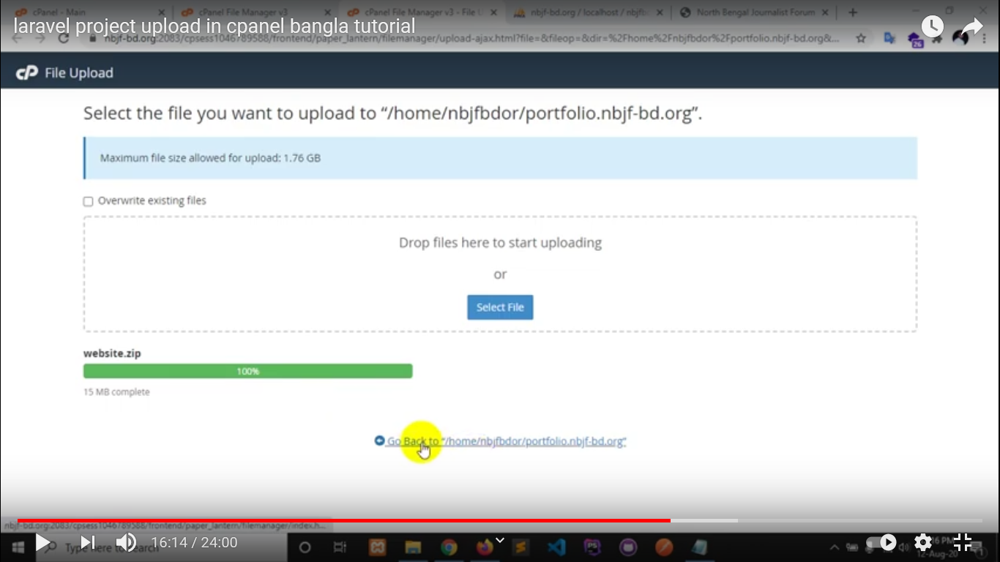 cPanel - Main
cPanel File Manager v3
cPanel File Manager v3 - File U
nbjf-bd.org / localhost / nbjfb
North Bengal Journalist Forum
laravel project upload in cpanel bangla tutorial
nbjf-bd.org:2083/cpsess1046789588/frontend/paper_lantern/filemanager/upload-ajax.html?file=&fileop=&dir=%2Fhome%2Fnbjfbdor%2Fportfolio.nbjf-bd.org&...
26
cP File Upload
Select the file you want to upload to “/home/nbjfbdor/portfolio.nbjf-bd.org”.
Maximum file size allowed for upload: 1.76 GB
Overwrite existing files
Drop files here to start uploading
or
Select File
website.zip
100%
15 MB complete
Go Back to “/home/nbjfbdor/portfolio.nbjf-bd.org”
nbjf-bd.org:2083/cpsess1046789588/frontend/paper_lantern/filemanager/index.h...
Type here to search
16:14 / 24:00
PS
36 PM
12-Aug-20
1